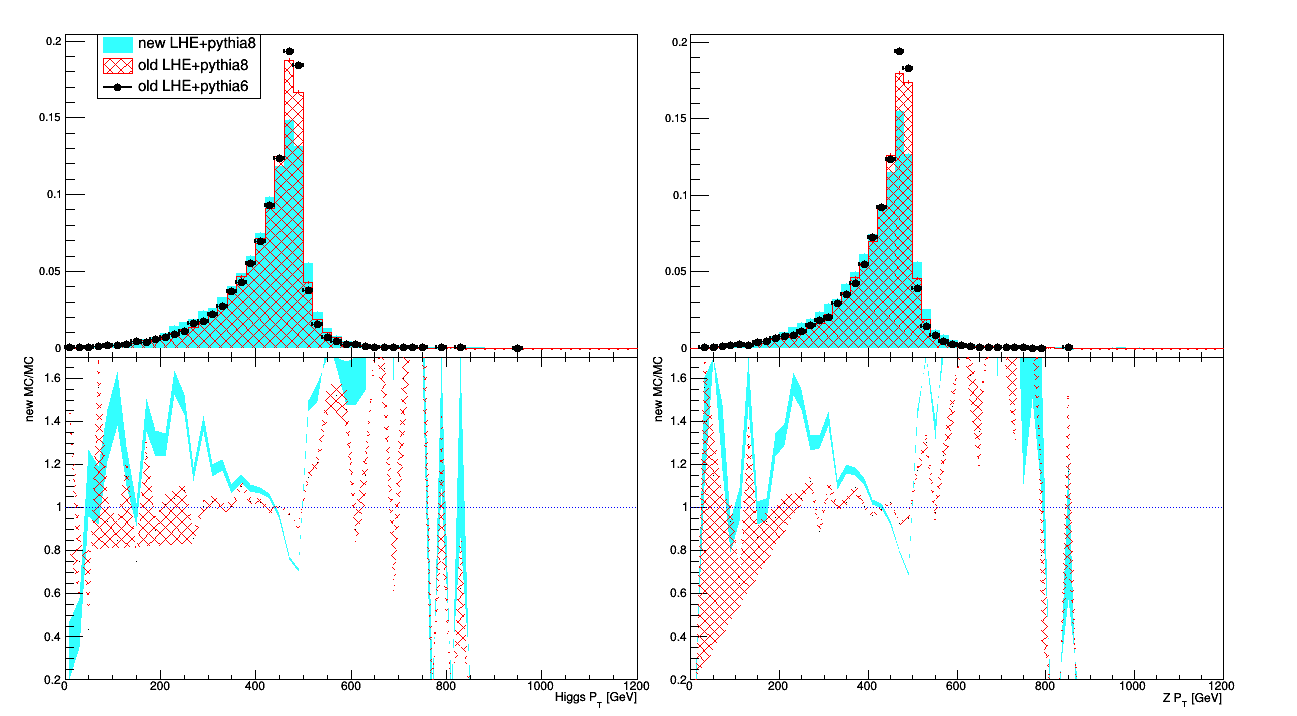 0.2
0.15
0.1
0.05
0
new LHE+pythia8
old LHE+pythia8
old LHE+pythia6
0.2
0.15
0.1
0.05
0
new MC/MC
1.6
1.4
1.2
1
0.8
0.6
0.4
0.2
0 200 400 600 800 1000 1200
Higgs P_T [GeV]
new MC/MC
1.6
1.4
1.2
1
0.8
0.6
0.4
0.2
0 200 400 600 800 1000 1200
Z P_T [GeV]